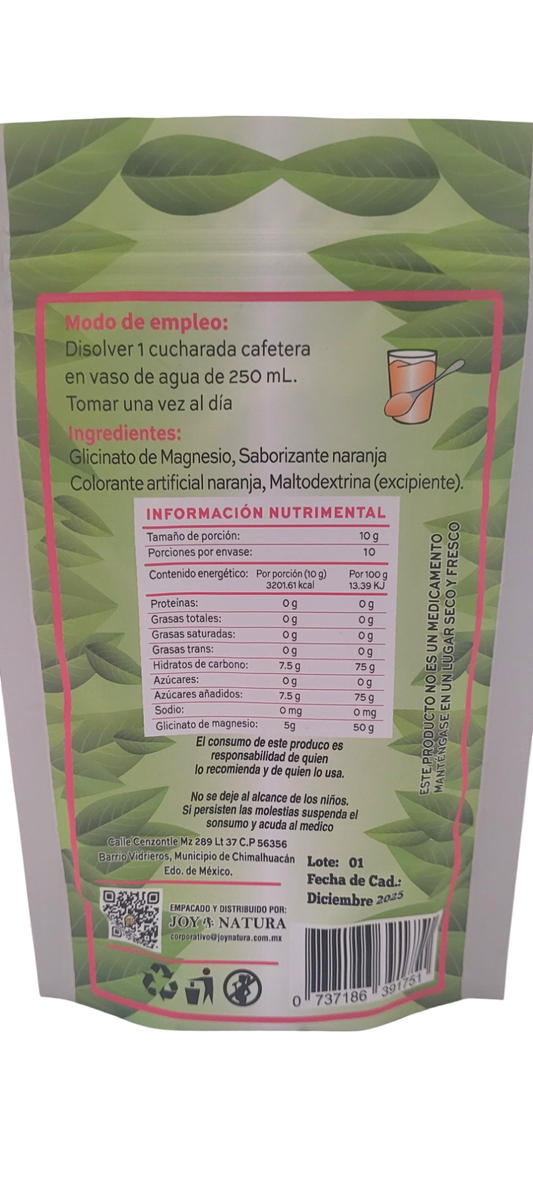 Modo de empleo:
Disolver 1 cucharada cafetera
en vaso de agua de 250 mL.
Tomar una vez al día
Ingredientes:
Glicinato de Magnesio, Saborizante naranja
Colorante artificial naranja, Maltodextrina (excipiente).
INFORMACIÓN NUTRIMENTAL
Tamaño de porción: 10 g
Porciones por envase: 10
Contenido energético: Por porción (10 g) Por 100 g
3201.61 kcal 13.39 KJ
Proteínas: 0 g 0 g
Grasas totales: 0 g 0 g
Grasas saturadas: 0 g 0 g
Grasas trans: 0 g 0 g
Hidratos de carbono: 7.5 g 75 g
Azúcares: 0 g 0 g
Azúcares añadidos: 7.5 g 75 g
Sodio: 0 mg 0 mg
Glicinato de magnesio: 5g 50 g
ESTE PRODUCTO NO ES UN MEDICAMENTO
MANTÉNGASE EN UN LUGAR SECO Y FRESCO
El consumo de este produco es
responsabilidad de quien
lo recomienda y de quien lo usa.
No se deje al alcance de los niños.
Si persisten las molestias suspenda el
sonsumo y acuda al medico
Calle Cenzontle Mz 289 Lt 37 C.P 56356
Barrio Vidrieros, Municipio de Chimalhuacán
Edo. de México.
Lote: 01
Fecha de Cad.:
Diciembre 2025
EMPACADO Y DISTRIBUIDO POR:
JOY NATURA
corporativo@joynatura.com.mx
0 737186 391751